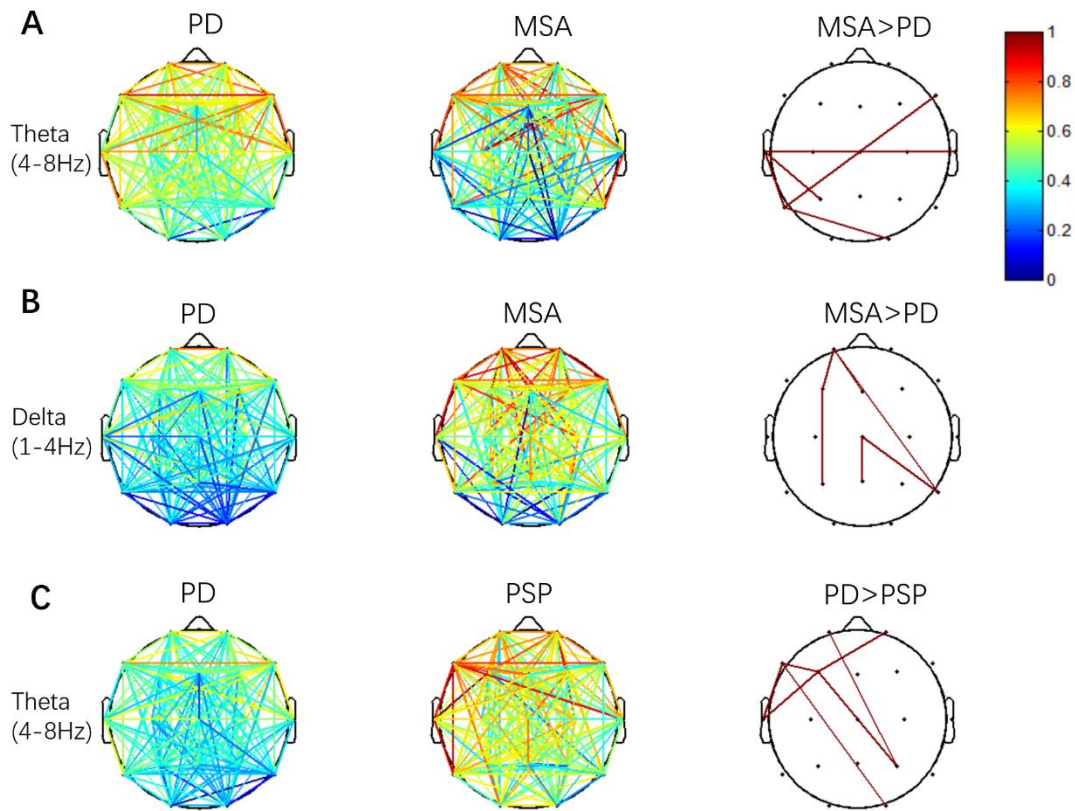 A
PD
MSA
MSA>PD
Theta
(4-8Hz)
1
0.8
0.6
0.4
0.2
0
B
PD
MSA
MSA>PD
Delta
(1-4Hz)
C
PD
PSP
PD>PSP
Theta
(4-8Hz)